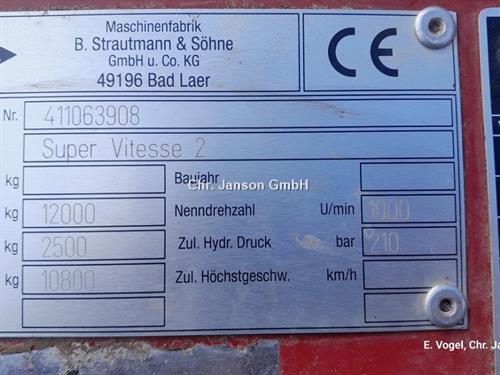 Maschinenfabrik
B. Strautmann & Söhne
GmbH u. Co. KG
49196 Bad Laer
CE
Nr. 411063908
Super Vitesse 2
kg Baujahr
Chr. Janson GmbH
kg 12000 Nenndrehzahl U/min 1000
kg 2500 Zul. Hydr. Druck bar 210
kg 10800 Zul. Höchstgeschw. km/h
E. Vogel, Chr. Ja